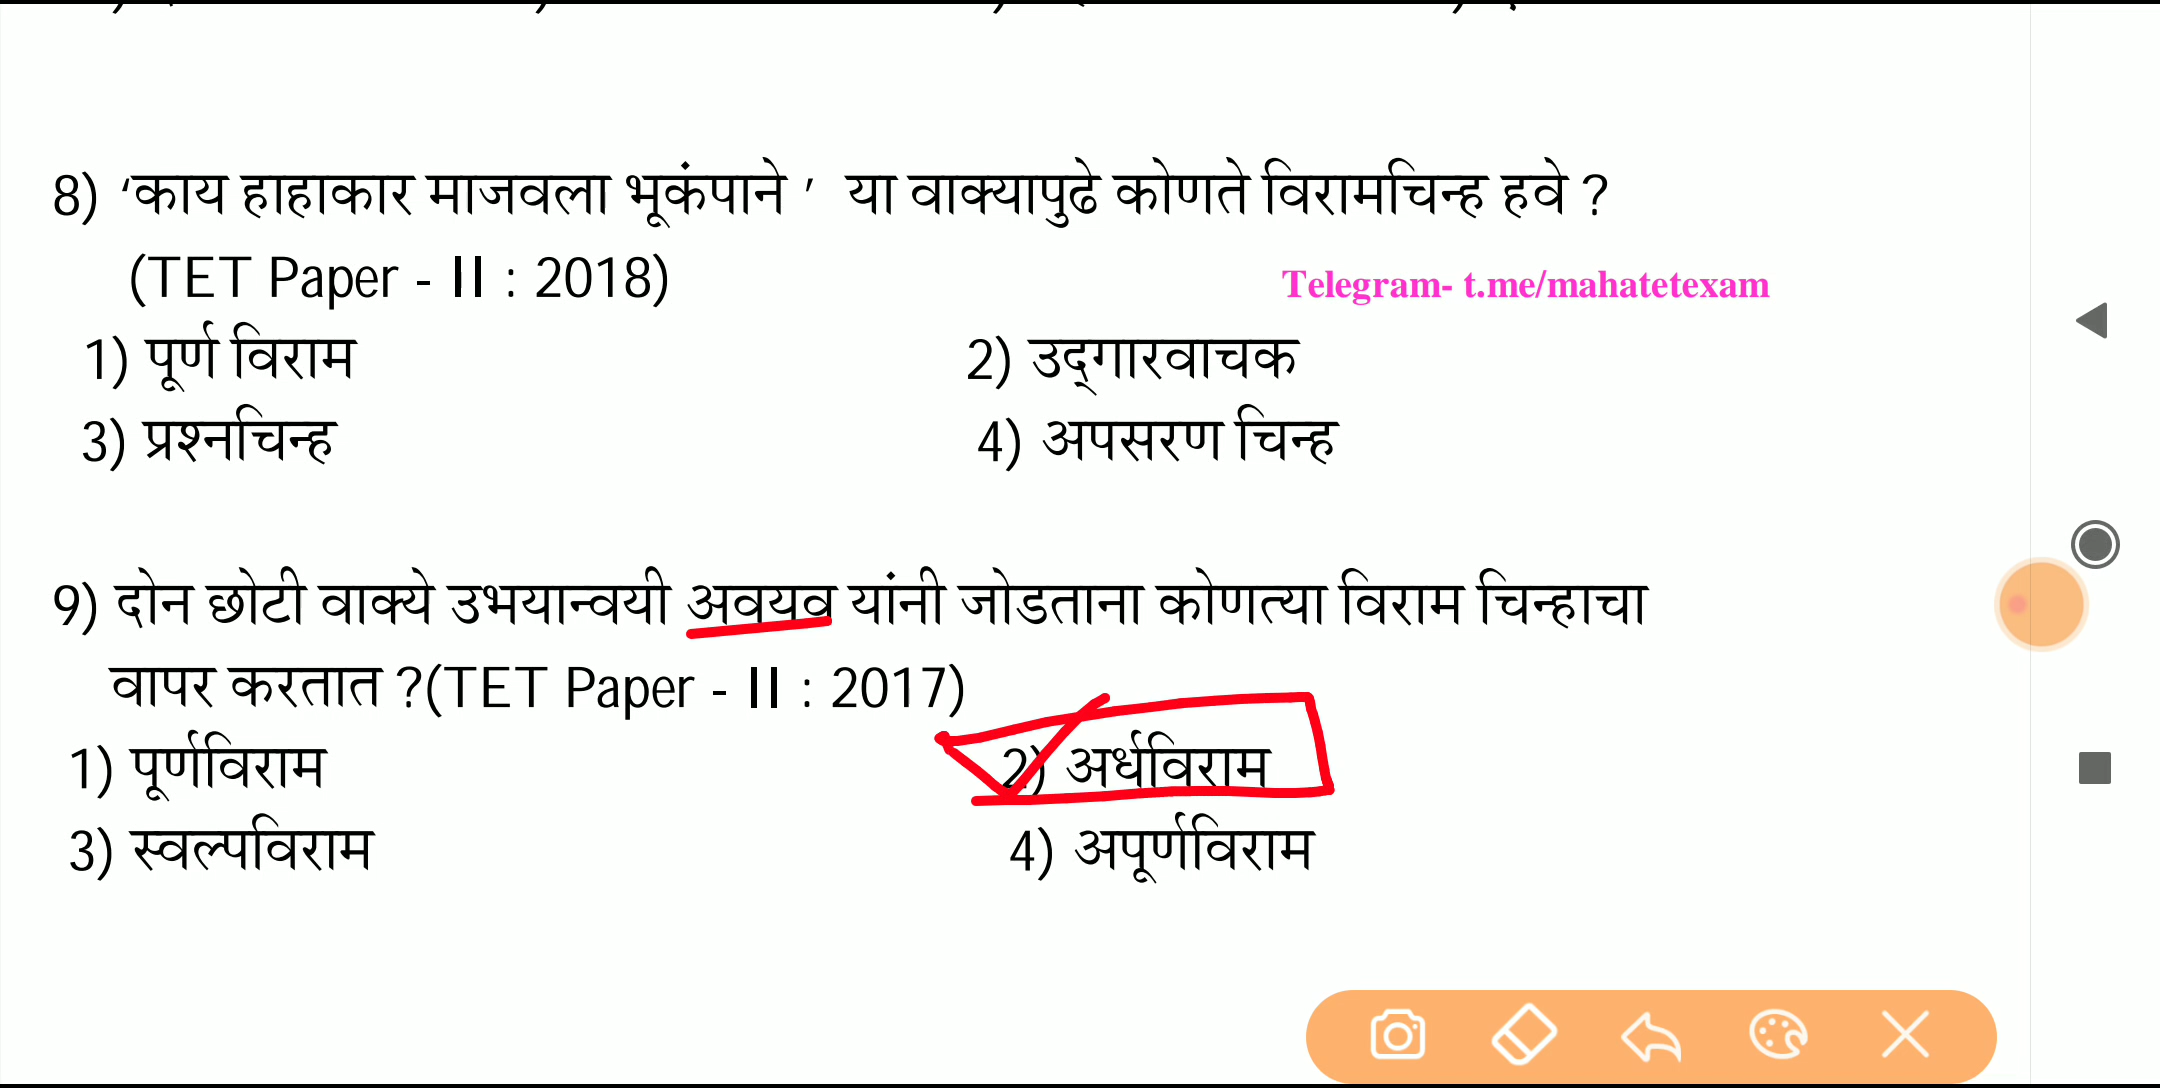 8) ‘काय हाहाकार माजवला भूकंपाने ’ या वाक्यापुढे कोणते विरामचिन्ह हवे ?
(TET Paper - II : 2018)
Telegram- t.me/mahatetexam
1) पूर्ण विराम
2) उद्‌गारवाचक
3) प्रश्नचिन्ह
4) अपसरण चिन्ह
9) दोन छोटी वाक्ये उभयान्वयी अवयव यांनी जोडताना कोणत्या विराम चिन्हाचा
वापर करतात ?(TET Paper - II : 2017)
1) पूर्णविराम
2) अर्धविराम
3) स्वल्पविराम
4) अपूर्णविराम